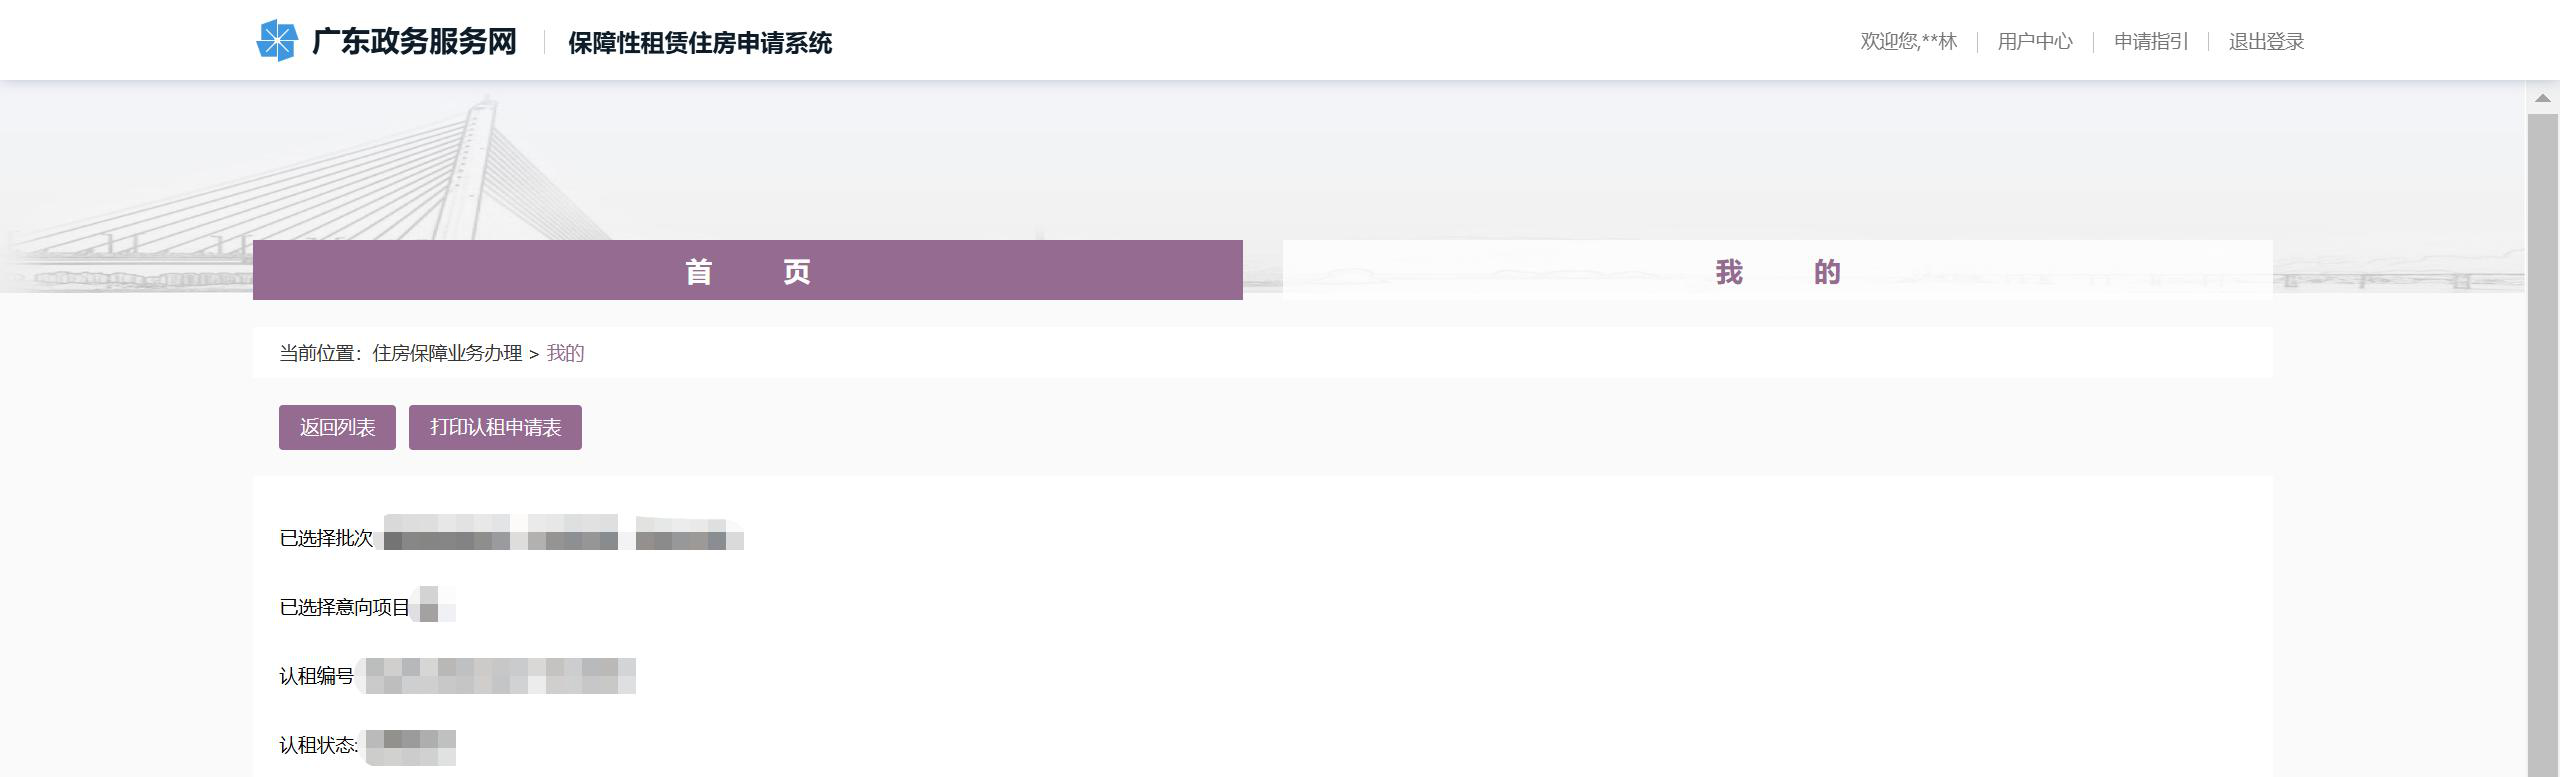 广东政务服务网 保障性租赁住房申请系统 欢迎您,**林 用户中心 申请指引 退出登录
首 页 我 的
当前位置：住房保障业务办理 > 我的
返回列表 打印认租申请表
已选择批次
已选择意向项目
认租编号
认租状态: